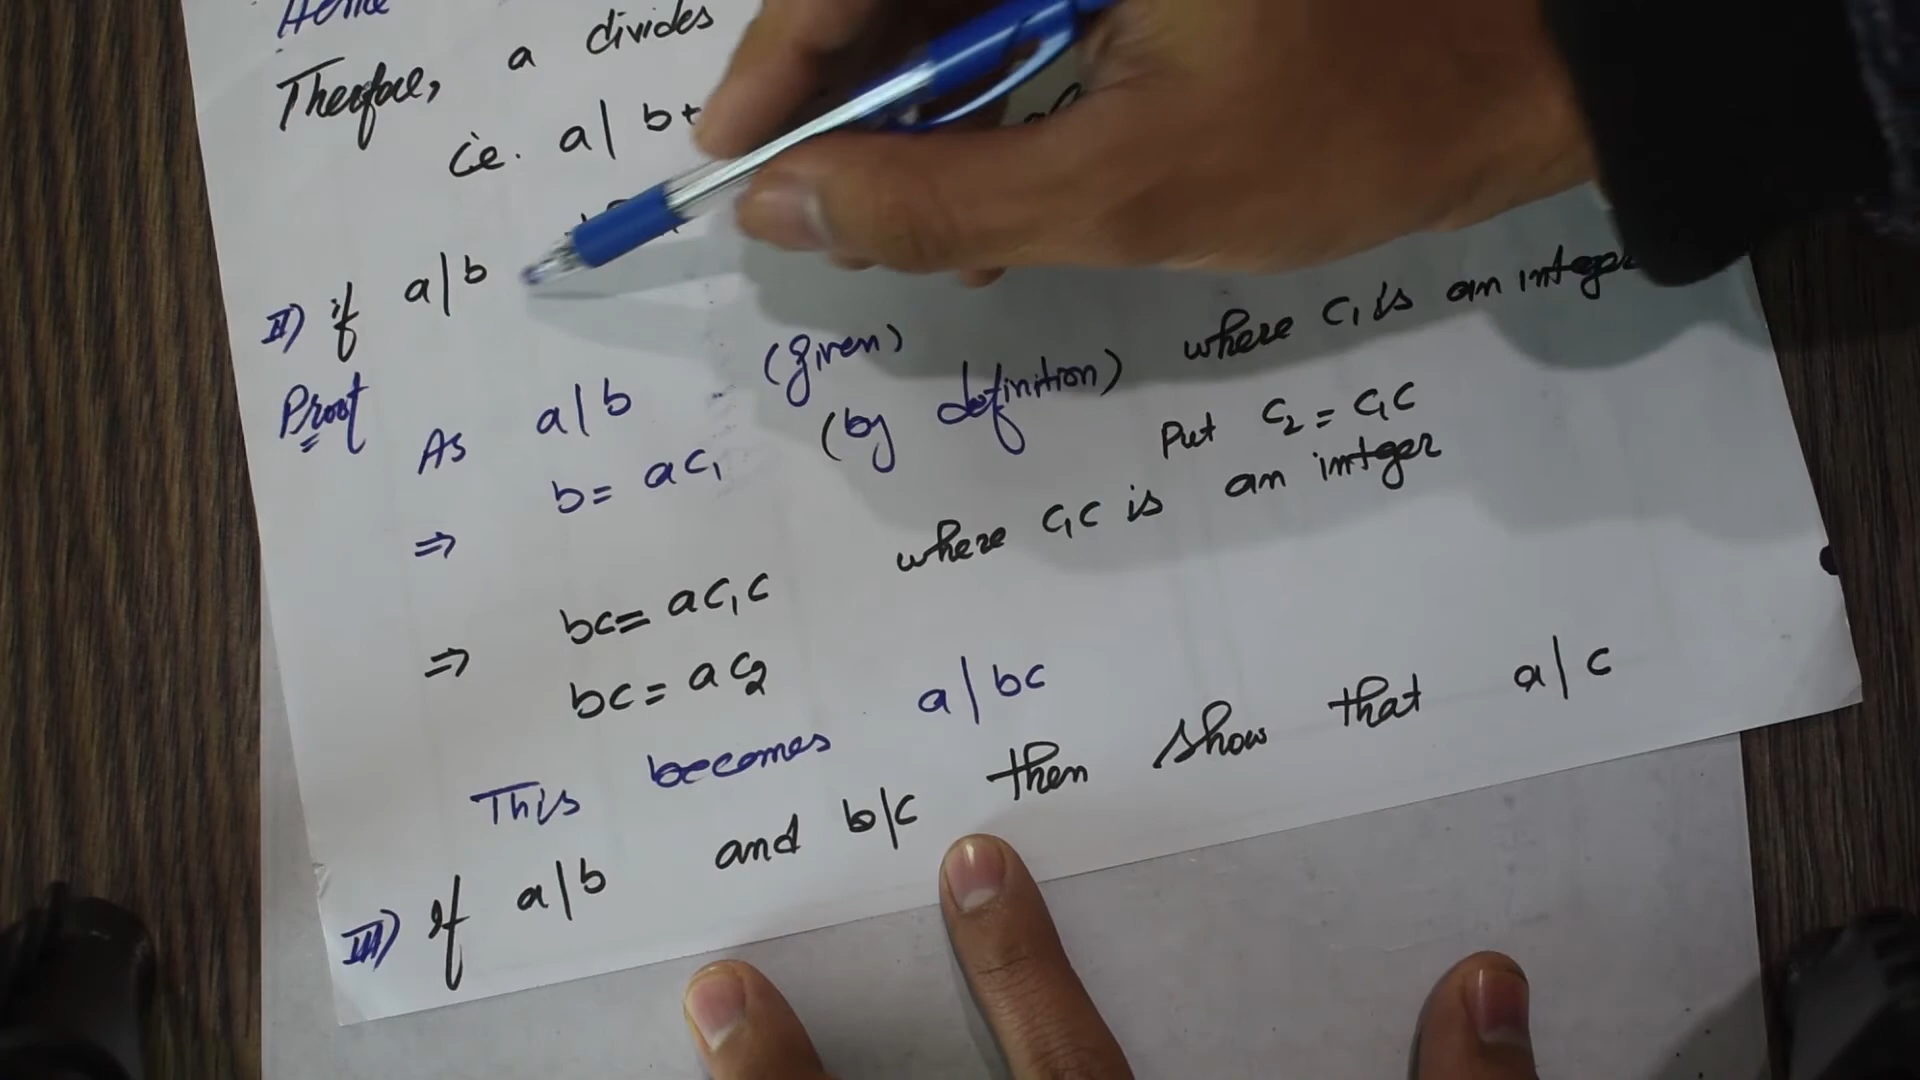 Hence
Therefore, a divides
i.e. a | b+
II) if a|b
Proof As a|b (given)
⇒ b = ac₁ (by definition) where c₁ is an integer
⇒ bc = ac₁c where c₁c is an integer Put c₂ = c₁c
bc = ac₂
This becomes a | bc
III) If a|b and b|c then show that a | c